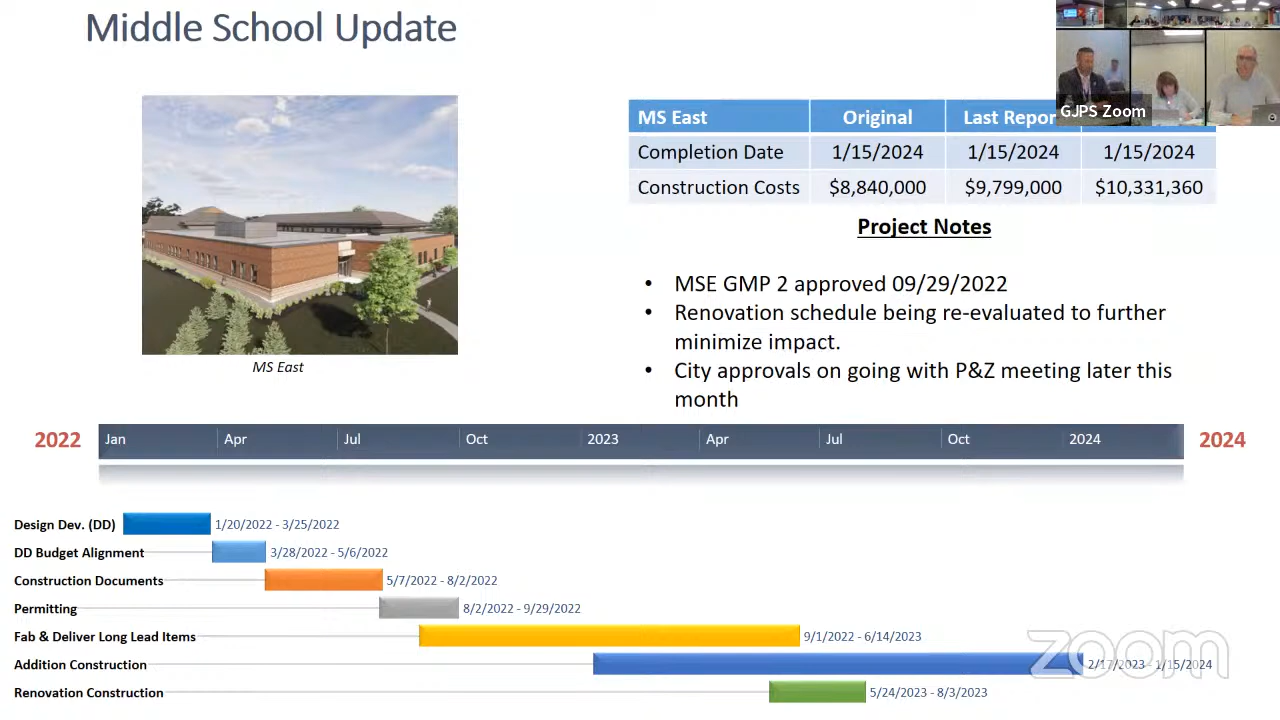 Middle School Update
GJPS Zoom
MS East Original Last Repor
Completion Date 1/15/2024 1/15/2024 1/15/2024
Construction Costs $8,840,000 $9,799,000 $10,331,360
Project Notes
• MSE GMP 2 approved 09/29/2022
• Renovation schedule being re-evaluated to further
minimize impact.
• City approvals on going with P&Z meeting later this
month
MS East
2022 Jan Apr Jul Oct 2023 Apr Jul Oct 2024 2024
Design Dev. (DD) 1/20/2022 - 3/25/2022
DD Budget Alignment 3/28/2022 - 5/6/2022
Construction Documents 5/7/2022 - 8/2/2022
Permitting 8/2/2022 - 9/29/2022
Fab & Deliver Long Lead Items 9/1/2022 - 6/14/2023
Addition Construction 2/17/2023 - 1/15/2024
Renovation Construction 5/24/2023 - 8/3/2023
zoom